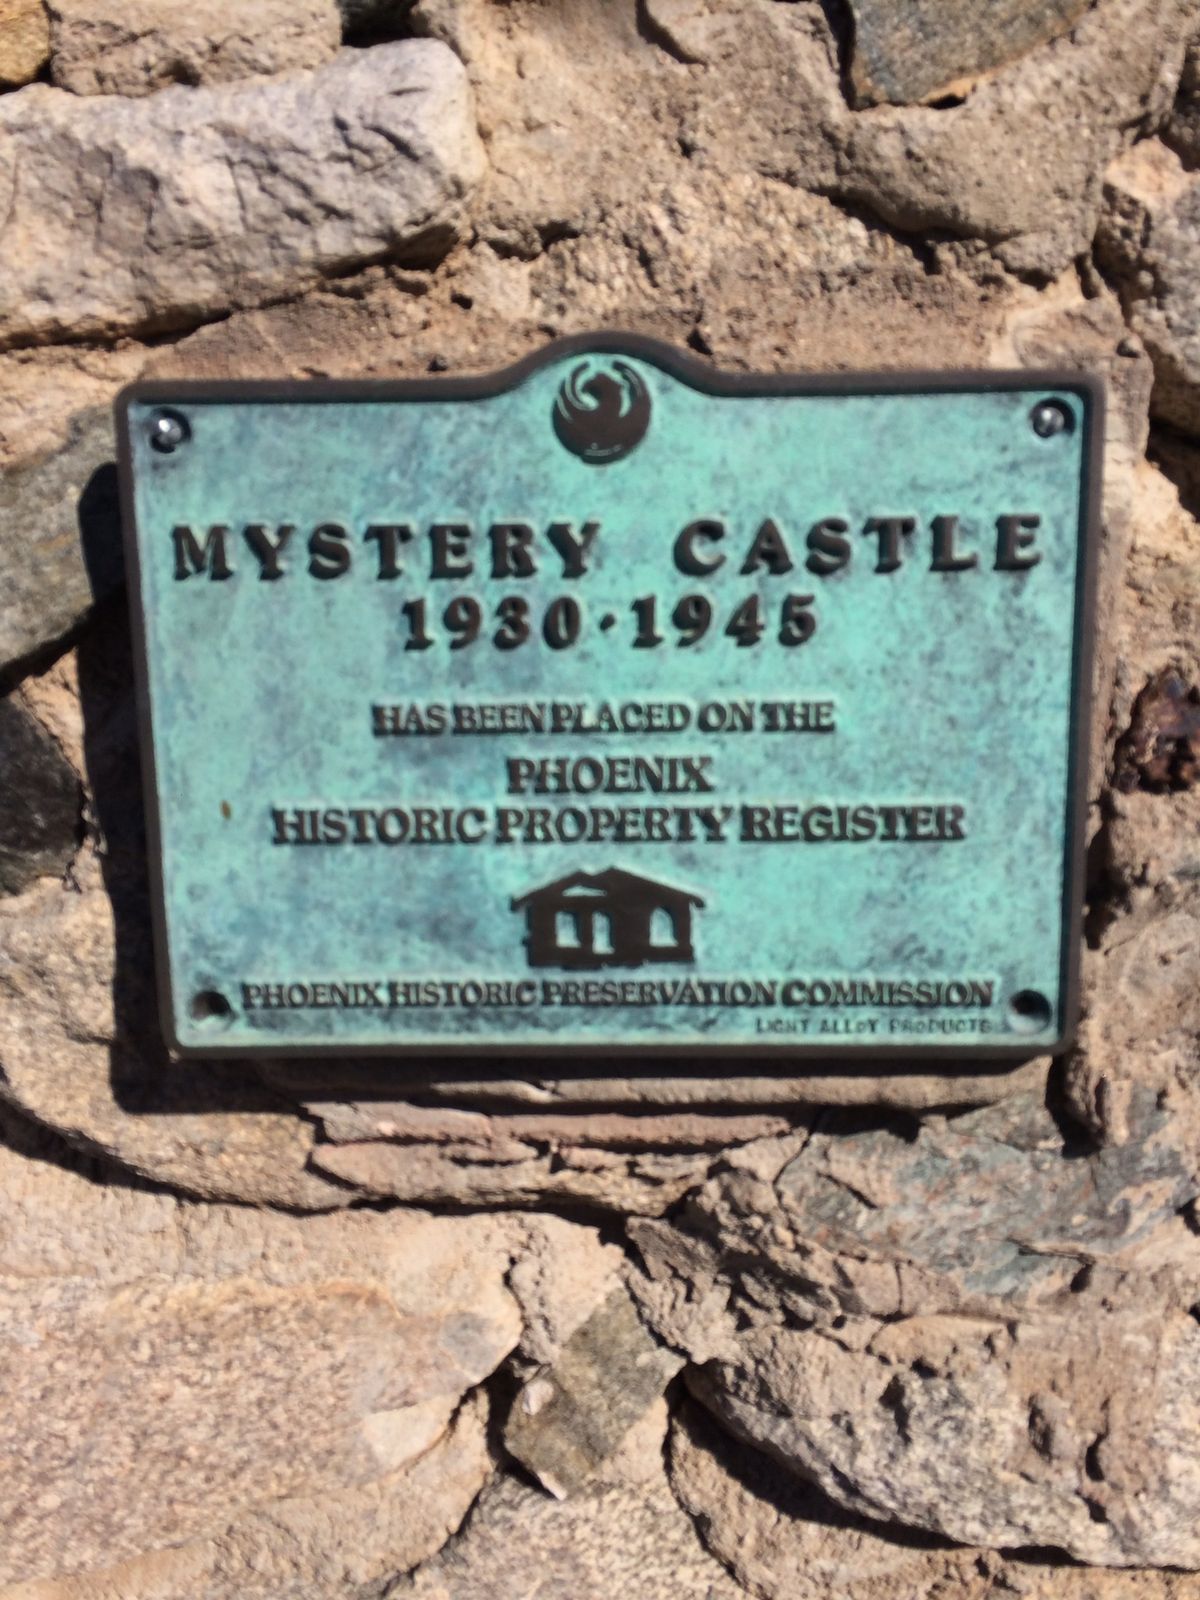 MYSTERY CASTLE
1930·1945
HAS BEEN PLACED ON THE
PHOENIX
HISTORIC PROPERTY REGISTER
PHOENIX HISTORIC PRESERVATION COMMISSION
LIGHT ALLOY PRODUCTS